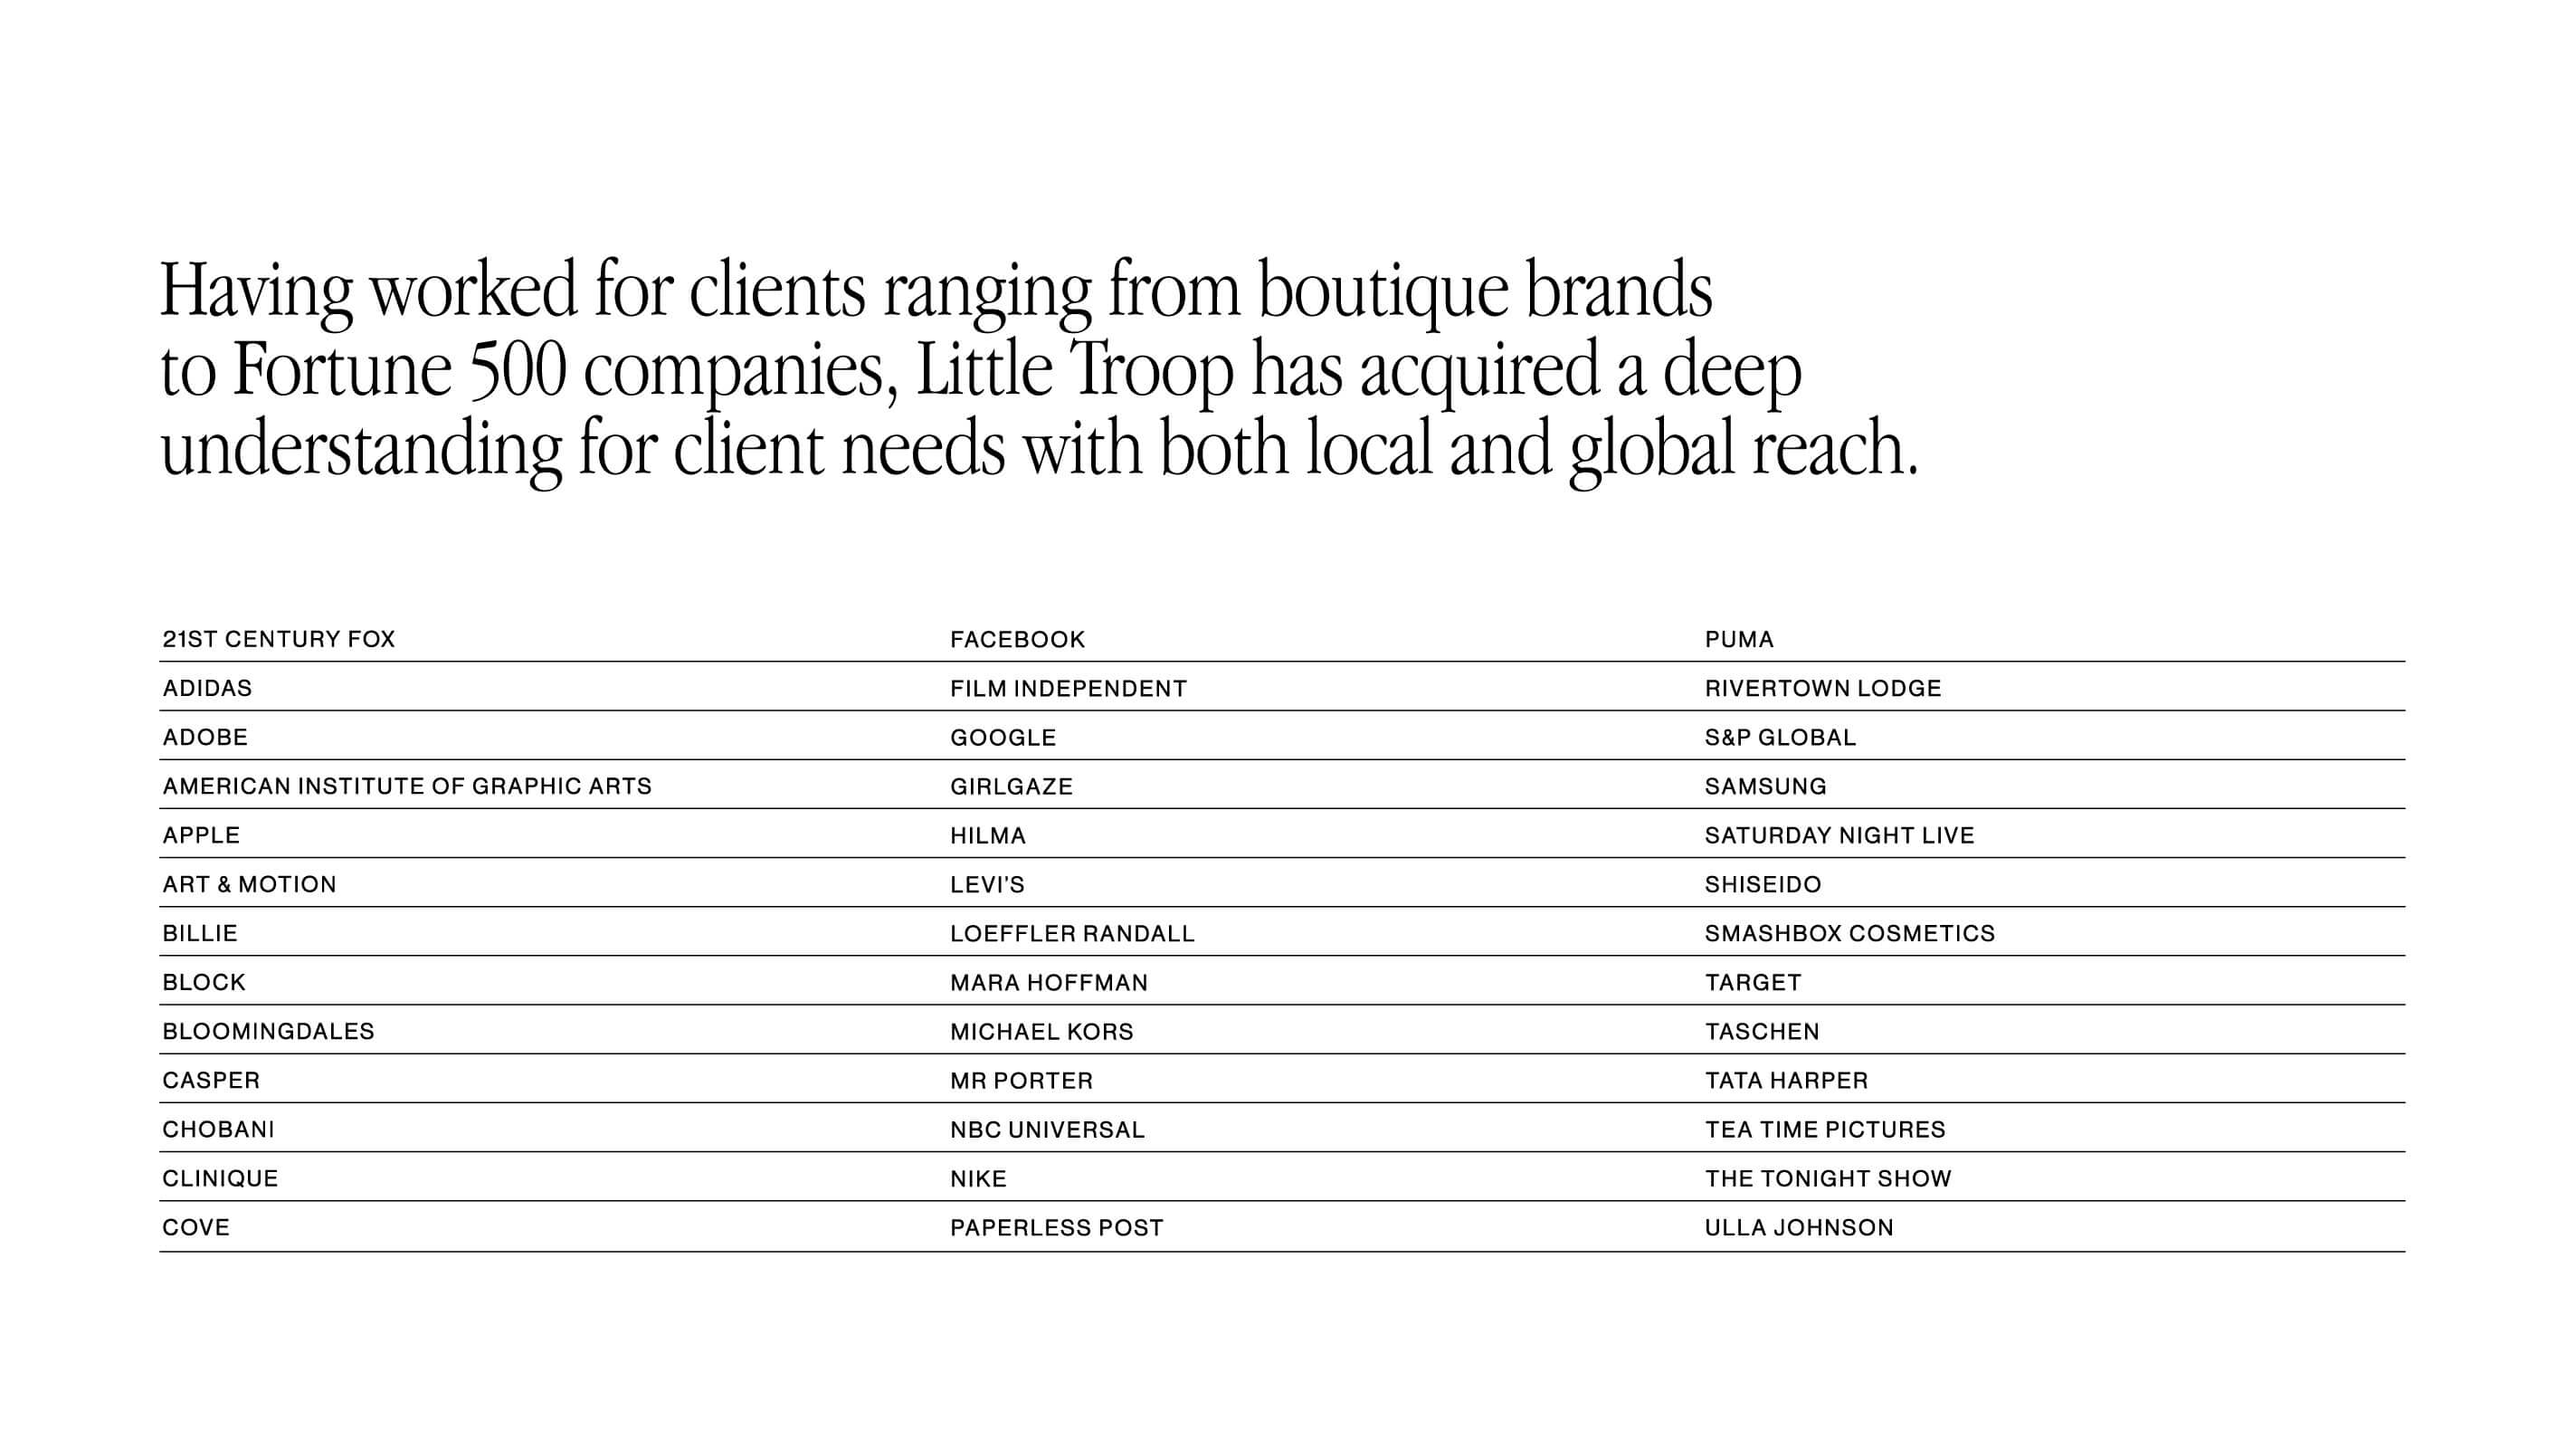 Having worked for clients ranging from boutique brands
to Fortune 500 companies, Little Troop has acquired a deep
understanding for client needs with both local and global reach.
21ST CENTURY FOX FACEBOOK PUMA
ADIDAS FILM INDEPENDENT RIVERTOWN LODGE
ADOBE GOOGLE S&P GLOBAL
AMERICAN INSTITUTE OF GRAPHIC ARTS GIRLGAZE SAMSUNG
APPLE HILMA SATURDAY NIGHT LIVE
ART & MOTION LEVI'S SHISEIDO
BILLIE LOEFFLER RANDALL SMASHBOX COSMETICS
BLOCK MARA HOFFMAN TARGET
BLOOMINGDALES MICHAEL KORS TASCHEN
CASPER MR PORTER TATA HARPER
CHOBANI NBC UNIVERSAL TEA TIME PICTURES
CLINIQUE NIKE THE TONIGHT SHOW
COVE PAPERLESS POST ULLA JOHNSON